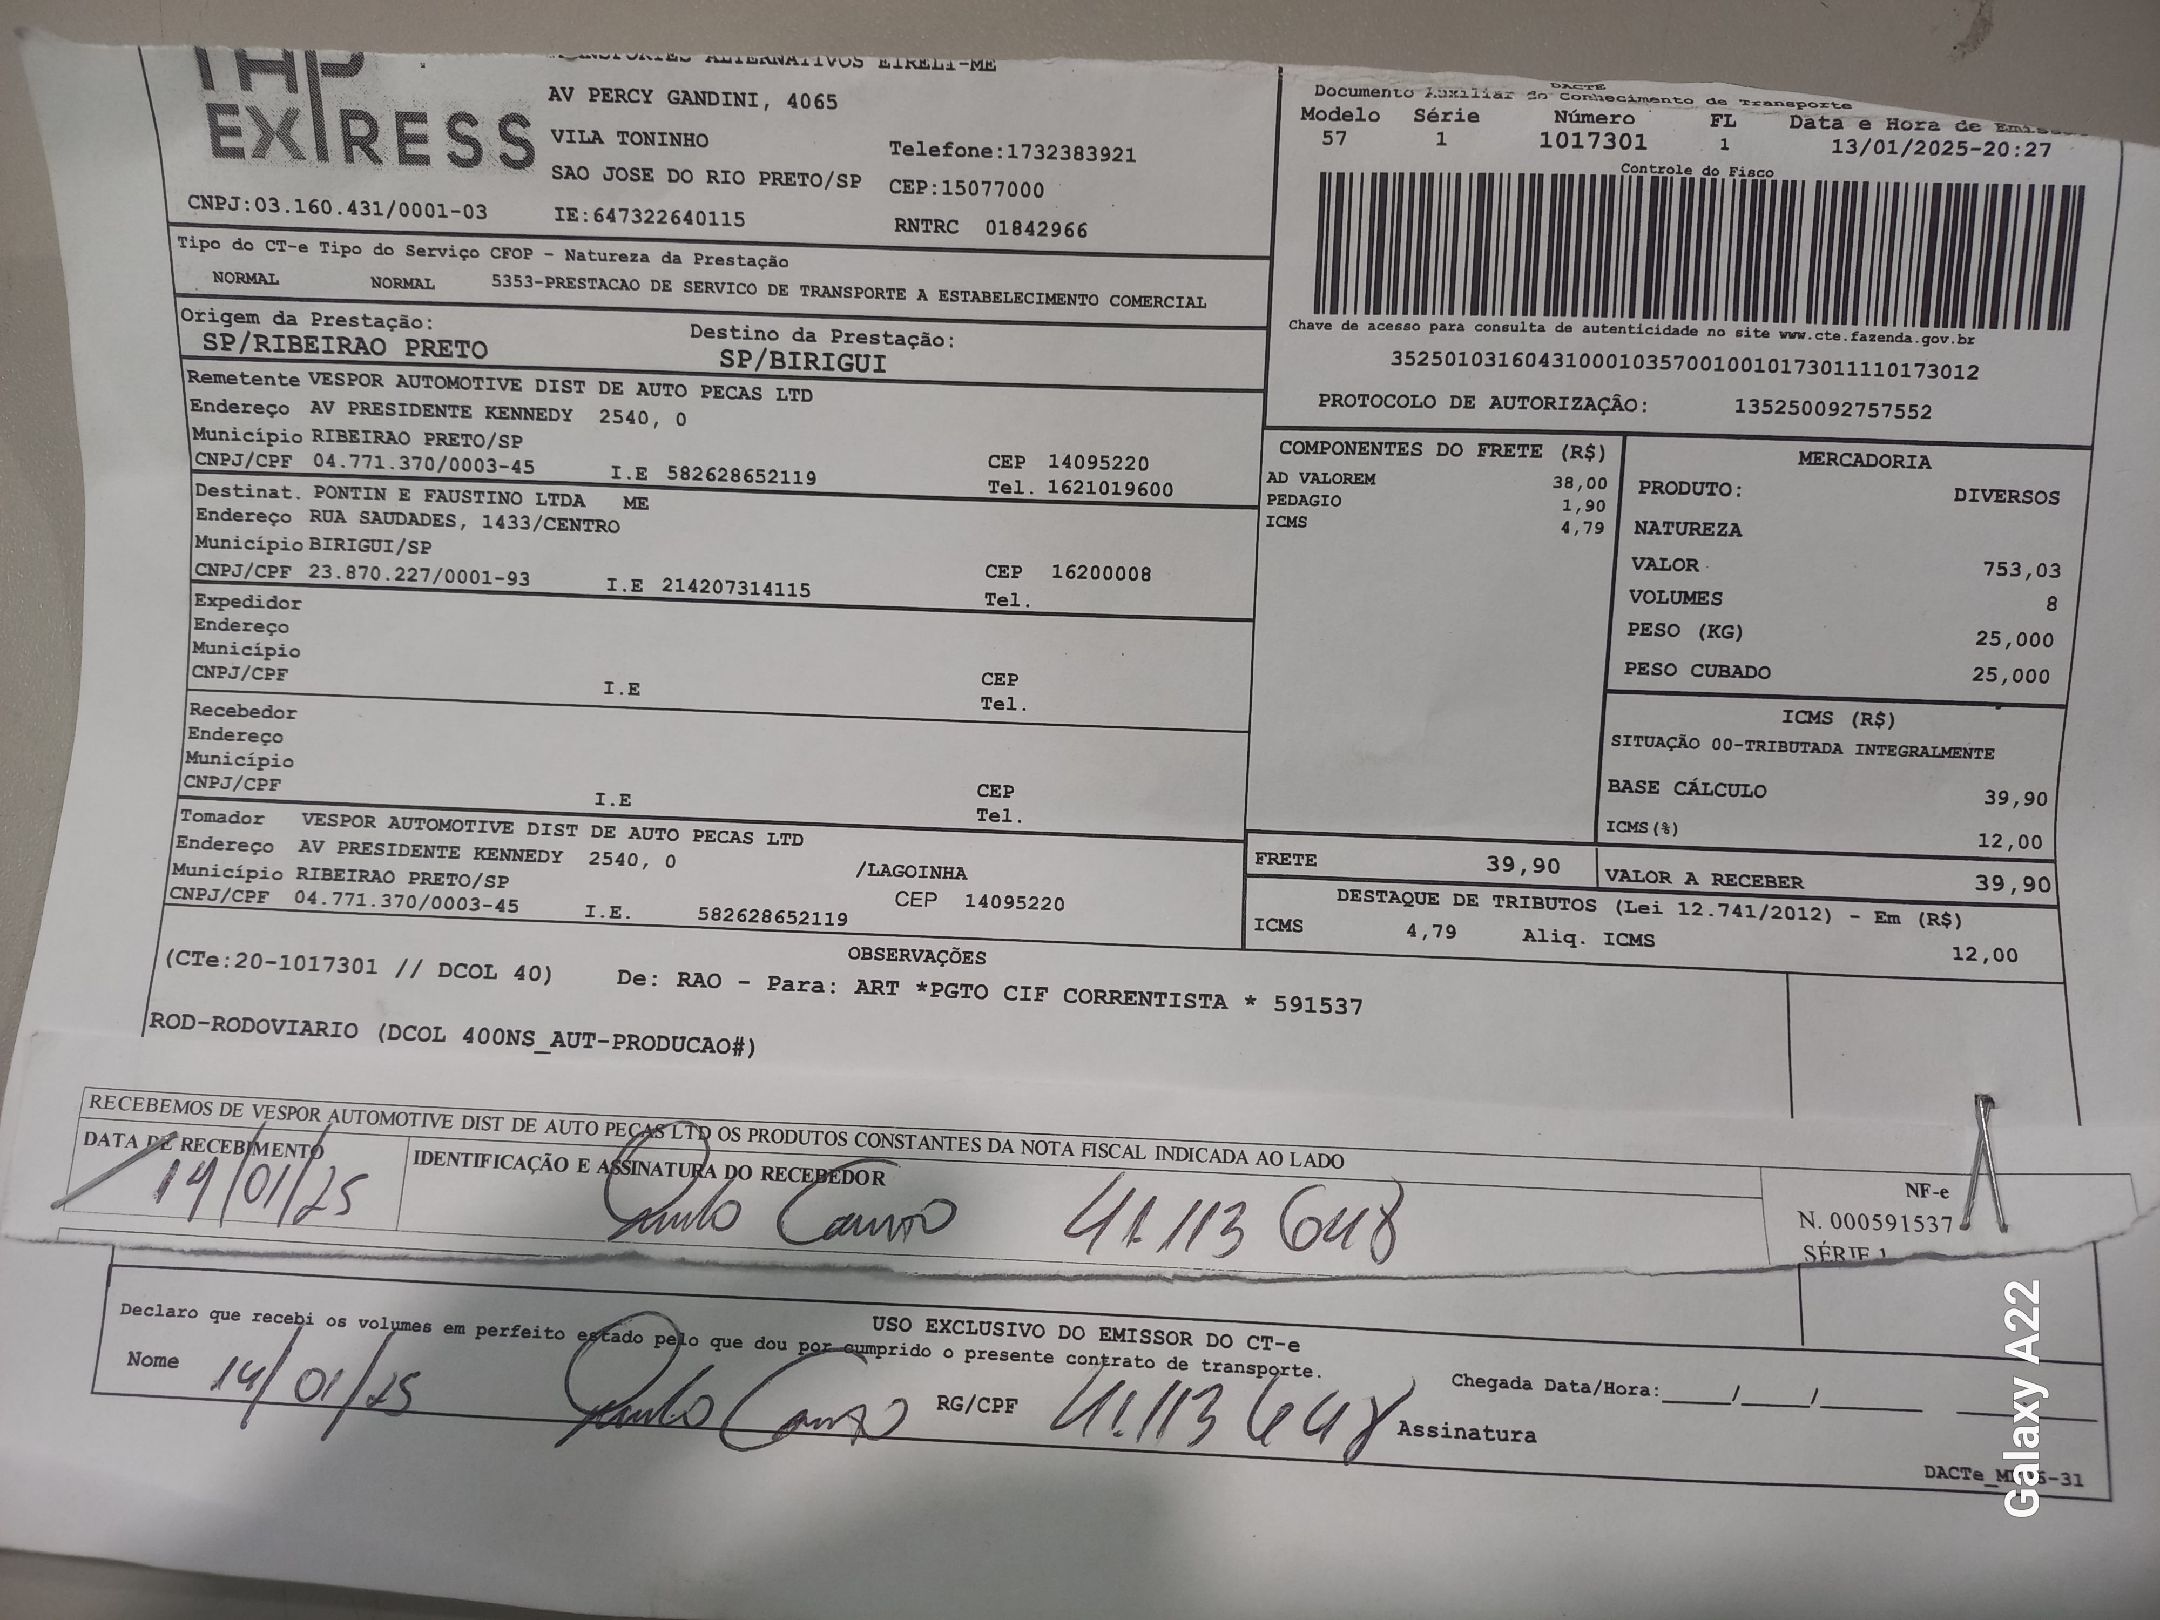 TAP
EXPRESS
TRANSPORTES ALTERNATIVOS EIRELI-ME
AV PERCY GANDINI, 4065
VILA TONINHO
Telefone:1732383921
SAO JOSE DO RIO PRETO/SP CEP:15077000
CNPJ:03.160.431/0001-03 IE:647322640115 RNTRC 01842966
DACTE
Documento Auxiliar do Conhecimento de Transporte
Modelo Série Número FL Data e Hora de
57 1 1017301 1 13/01/2025-20:27
Controle do Fisco
Chave de acesso para consulta de autenticidade no site www.cte.fazenda.gov.br
35250103160431000103570010010173011110173012
PROTOCOLO DE AUTORIZAÇÃO: 135250092757552
Tipo do CT-e Tipo do Serviço CFOP - Natureza da Prestação
NORMAL NORMAL 5353-PRESTACAO DE SERVICO DE TRANSPORTE A ESTABELECIMENTO COMERCIAL
Origem da Prestação: Destino da Prestação:
SP/RIBEIRAO PRETO SP/BIRIGUI
Remetente VESPOR AUTOMOTIVE DIST DE AUTO PECAS LTD
Endereço AV PRESIDENTE KENNEDY 2540, 0
Município RIBEIRAO PRETO/SP CEP 14095220
CNPJ/CPF 04.771.370/0003-45 I.E 582628652119 Tel. 1621019600
Destinat. PONTIN E FAUSTINO LTDA ME
Endereço RUA SAUDADES, 1433/CENTRO
Município BIRIGUI/SP CEP 16200008
CNPJ/CPF 23.870.227/0001-93 I.E 214207314115 Tel.
Expedidor
Endereço
Município CEP
CNPJ/CPF I.E Tel.
Recebedor
Endereço
Município CEP
CNPJ/CPF I.E Tel.
Tomador VESPOR AUTOMOTIVE DIST DE AUTO PECAS LTD
Endereço AV PRESIDENTE KENNEDY 2540, 0 /LAGOINHA
Município RIBEIRAO PRETO/SP CEP 14095220
CNPJ/CPF 04.771.370/0003-45 I.E. 582628652119
COMPONENTES DO FRETE (R$)
AD VALOREM 38,00
PEDAGIO 1,90
ICMS 4,79
MERCADORIA
PRODUTO: DIVERSOS
NATUREZA
VALOR 753,03
VOLUMES 8
PESO (KG) 25,000
PESO CUBADO 25,000
ICMS (R$)
SITUAÇÃO 00-TRIBUTADA INTEGRALMENTE
BASE CÁLCULO 39,90
ICMS(%) 12,00
FRETE 39,90 VALOR A RECEBER 39,90
DESTAQUE DE TRIBUTOS (Lei 12.741/2012) - Em (R$)
ICMS 4,79 Aliq. ICMS 12,00
OBSERVAÇÕES
(CTe:20-1017301 // DCOL 40) De: RAO - Para: ART *PGTO CIF CORRENTISTA * 591537
ROD-RODOVIARIO (DCOL 400NS_AUT-PRODUCAO#)
RECEBEMOS DE VESPOR AUTOMOTIVE DIST DE AUTO PEÇAS LTD OS PRODUTOS CONSTANTES DA NOTA FISCAL INDICADA AO LADO
DATA DE RECEBIMENTO IDENTIFICAÇÃO E ASSINATURA DO RECEBEDOR
14/01/25 41.113 648
NF-e
N. 000591537
SÉRIE 1
USO EXCLUSIVO DO EMISSOR DO CT-e
Declaro que recebi os volumes em perfeito estado pelo que dou por cumprido o presente contrato de transporte.
Nome 14/01/25 RG/CPF 41.113 648 Assinatura
Chegada Data/Hora:____/____/______
Galaxy A22